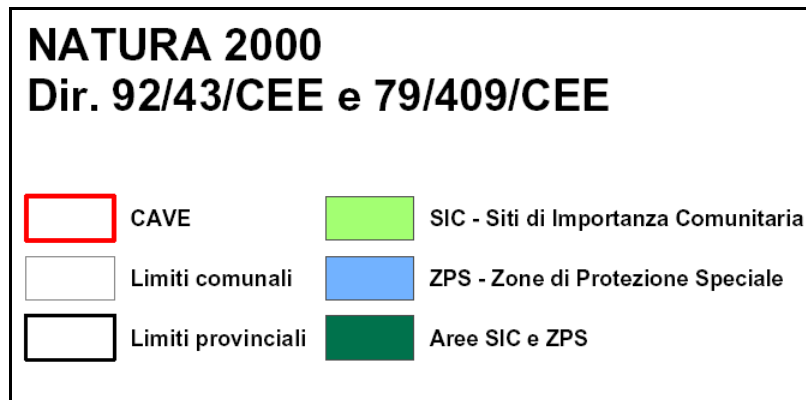 NATURA 2000
Dir. 92/43/CEE e 79/409/CEE
CAVE
SIC - Siti di Importanza Comunitaria
Limiti comunali
ZPS - Zone di Protezione Speciale
Limiti provinciali
Aree SIC e ZPS